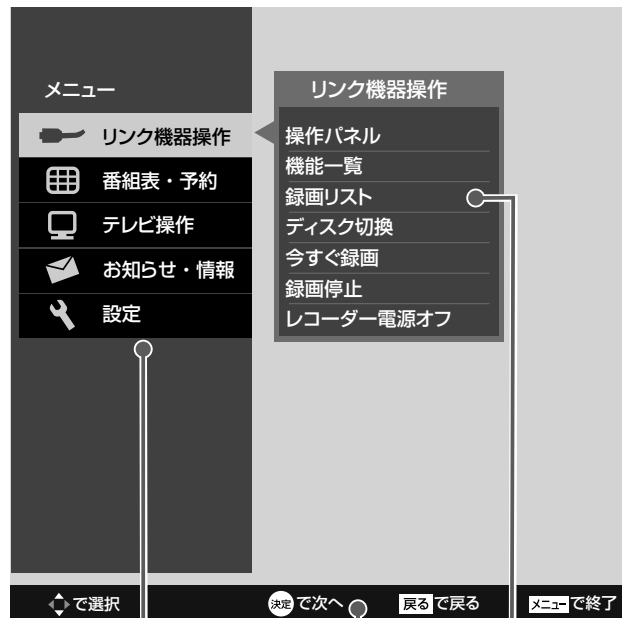 メニュー
リンク機器操作
番組表・予約
テレビ操作
お知らせ・情報
設定
リンク機器操作
操作パネル
機能一覧
録画リスト
ディスク切換
今すぐ録画
録画停止
レコーダー電源オフ
で選択 決定 で次へ 戻る で戻る メニュー で終了